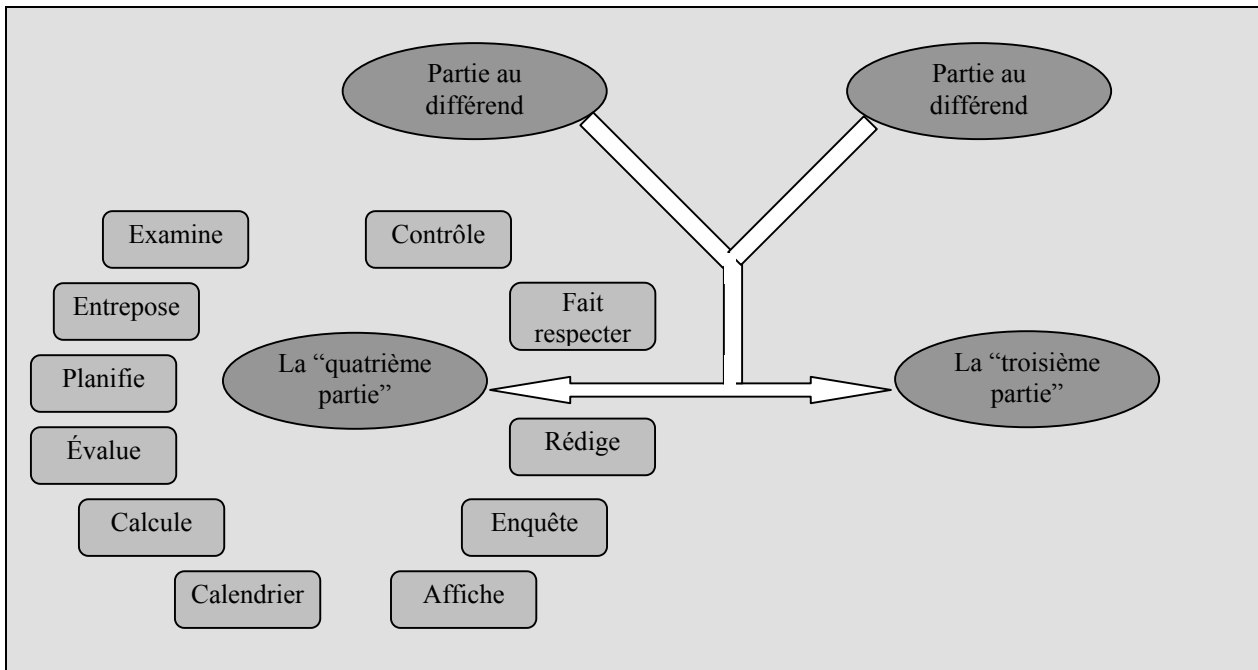 Partie au
différend
Partie au
différend
Examine
Contrôle
Entrepose
Fait
respecter
Planifie
La “quatrième
partie”
La “troisième
partie”
Évalue
Rédige
Calcule
Enquête
Calendrier
Affiche